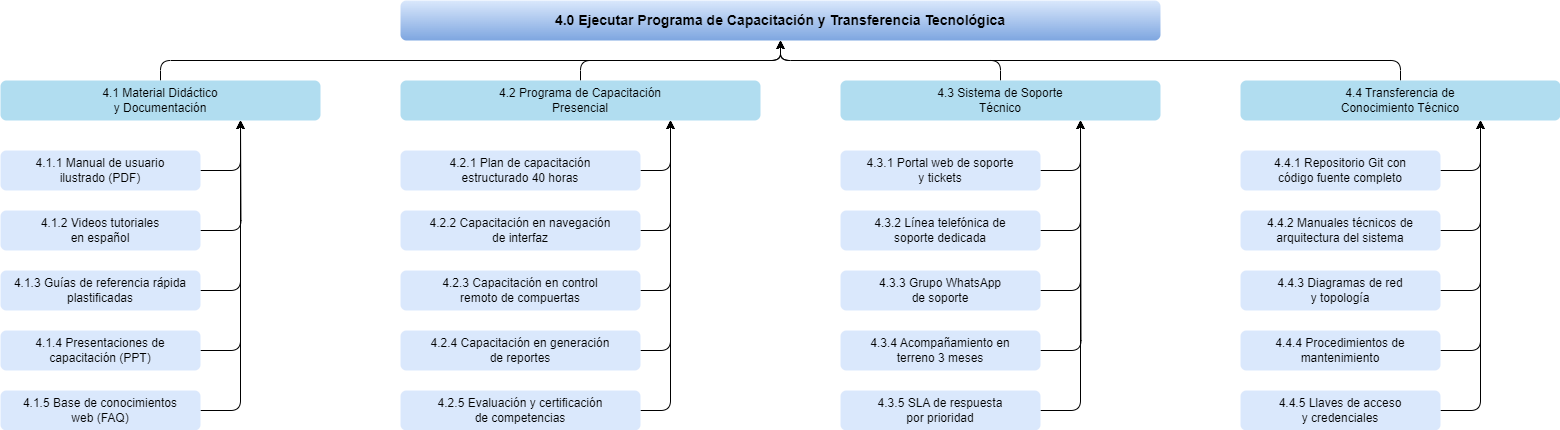 4.0 Ejecutar Programa de Capacitación y Transferencia Tecnológica
4.1 Material Didáctico
y Documentación
4.1.1 Manual de usuario
ilustrado (PDF)
4.1.2 Videos tutoriales
en español
4.1.3 Guías de referencia rápida
plastificadas
4.1.4 Presentaciones de
capacitación (PPT)
4.1.5 Base de conocimientos
web (FAQ)
4.2 Programa de Capacitación
Presencial
4.2.1 Plan de capacitación
estructurado 40 horas
4.2.2 Capacitación en navegación
de interfaz
4.2.3 Capacitación en control
remoto de compuertas
4.2.4 Capacitación en generación
de reportes
4.2.5 Evaluación y certificación
de competencias
4.3 Sistema de Soporte
Técnico
4.3.1 Portal web de soporte
y tickets
4.3.2 Línea telefónica de
soporte dedicada
4.3.3 Grupo WhatsApp
de soporte
4.3.4 Acompañamiento en
terreno 3 meses
4.3.5 SLA de respuesta
por prioridad
4.4 Transferencia de
Conocimiento Técnico
4.4.1 Repositorio Git con
código fuente completo
4.4.2 Manuales técnicos de
arquitectura del sistema
4.4.3 Diagramas de red
y topología
4.4.4 Procedimientos de
mantenimiento
4.4.5 Llaves de acceso
y credenciales